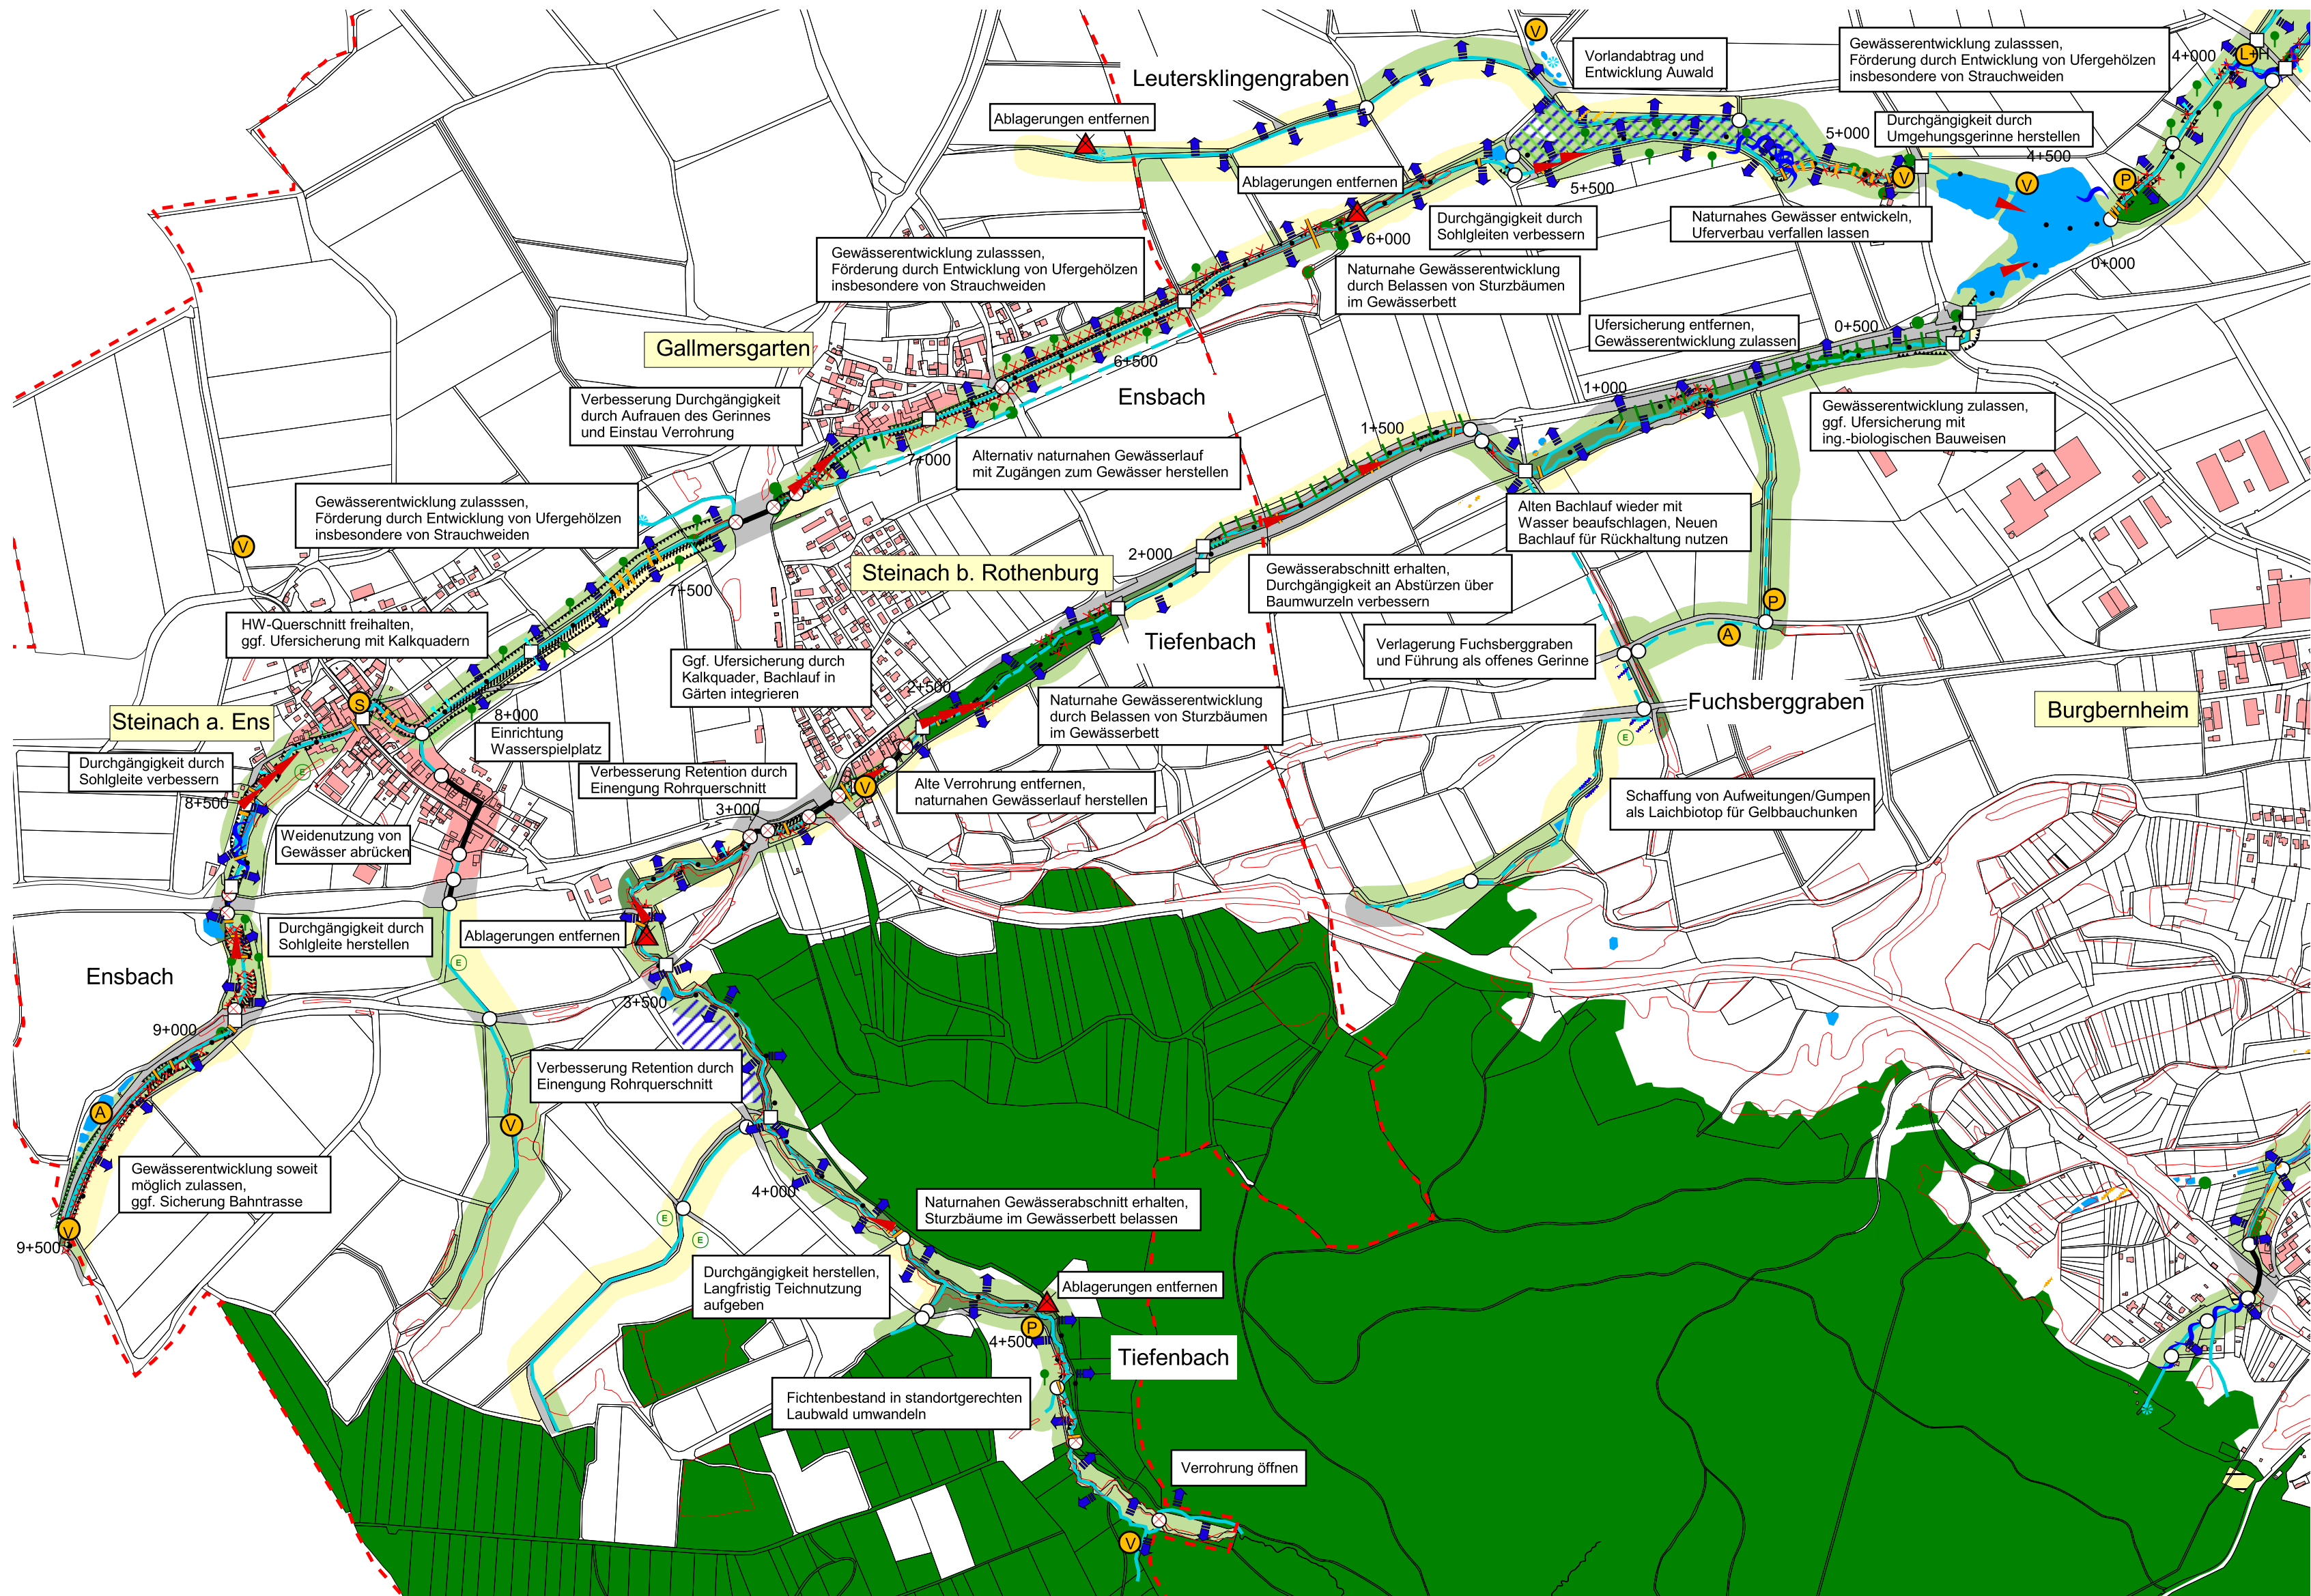 Leutersklingengraben
V
Vorlandabtrag und
Entwicklung Auwald
Gewässerentwicklung zulasssen,
Förderung durch Entwicklung von Ufergehölzen
insbesondere von Strauchweiden
4+000
L+H
Ablagerungen entfernen
5+000
Durchgängigkeit durch
Umgehungsgerinne herstellen
4+500
V
V
P
Ablagerungen entfernen
5+500
Durchgängigkeit durch
Sohlgleiten verbessern
Naturnahes Gewässer entwickeln,
Uferverbau verfallen lassen
6+000
0+000
Gewässerentwicklung zulasssen,
Förderung durch Entwicklung von Ufergehölzen
insbesondere von Strauchweiden
Naturnahe Gewässerentwicklung
durch Belassen von Sturzbäumen
im Gewässerbett
Ufersicherung entfernen,
Gewässerentwicklung zulassen
0+500
Gallmersgarten
6+500
Ensbach
1+000
Verbesserung Durchgängigkeit
durch Aufrauen des Gerinnes
und Einstau Verrohrung
Gewässerentwicklung zulassen,
ggf. Ufersicherung mit
ing.-biologischen Bauweisen
1+500
7+000
Alternativ naturnahen Gewässerlauf
mit Zugängen zum Gewässer herstellen
Gewässerentwicklung zulasssen,
Förderung durch Entwicklung von Ufergehölzen
insbesondere von Strauchweiden
Alten Bachlauf wieder mit
Wasser beaufschlagen, Neuen
Bachlauf für Rückhaltung nutzen
V
2+000
Steinach b. Rothenburg
Gewässerabschnitt erhalten,
Durchgängigkeit an Abstürzen über
Baumwurzeln verbessern
7+500
P
A
HW-Querschnitt freihalten,
ggf. Ufersicherung mit Kalkquadern
Tiefenbach
Verlagerung Fuchsberggraben
und Führung als offenes Gerinne
Ggf. Ufersicherung durch
Kalkquader, Bachlauf in
Gärten integrieren
2+500
Naturnahe Gewässerentwicklung
durch Belassen von Sturzbäumen
im Gewässerbett
Fuchsberggraben
Burgbernheim
S
Steinach a. Ens
8+000
Einrichtung
Wasserspielplatz
E
Durchgängigkeit durch
Sohlgleite verbessern
E
8+500
Verbesserung Retention durch
Einengung Rohrquerschnitt
V
Alte Verrohrung entfernen,
naturnahen Gewässerlauf herstellen
Schaffung von Aufweitungen/Gumpen
als Laichbiotop für Gelbbauchunken
3+000
Weidenutzung von
Gewässer abrücken
Durchgängigkeit durch
Sohlgleite herstellen
Ablagerungen entfernen
E
Ensbach
3+500
9+000
Verbesserung Retention durch
Einengung Rohrquerschnitt
A
V
Gewässerentwicklung soweit
möglich zulassen,
ggf. Sicherung Bahntrasse
4+000
Naturnahen Gewässerabschnitt erhalten,
Sturzbäume im Gewässerbett belassen
E
E
V
9+500
Durchgängigkeit herstellen,
Langfristig Teichnutzung
aufgeben
Ablagerungen entfernen
P
4+500
Tiefenbach
Fichtenbestand in standortgerechten
Laubwald umwandeln
Verrohrung öffnen
V